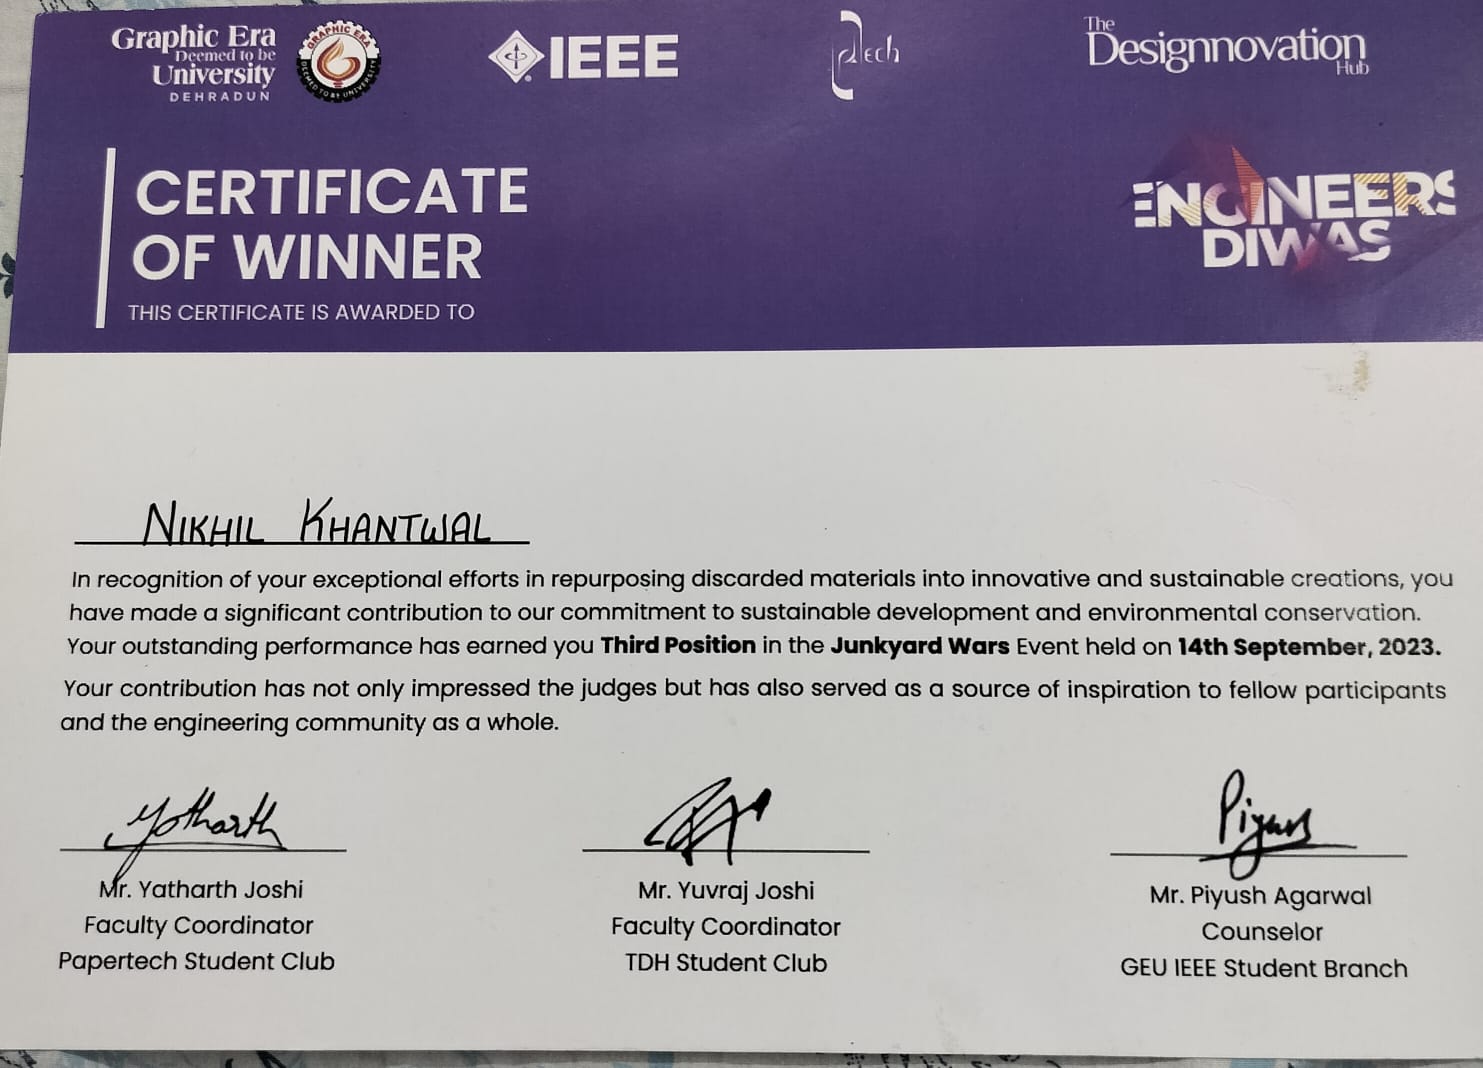 Graphic Era
Deemed to be
University
DEHRADUN
GRAPHIC ERA
DEEMED TO BE UNIVERSITY
IEEE
The
Designnovation
Hub
CERTIFICATE
OF WINNER
THIS CERTIFICATE IS AWARDED TO
ENGINEERS
DIWAS
NIKHIL KHANTWAL
In recognition of your exceptional efforts in repurposing discarded materials into innovative and sustainable creations, you
have made a significant contribution to our commitment to sustainable development and environmental conservation.
Your outstanding performance has earned you Third Position in the Junkyard Wars Event held on 14th September, 2023.
Your contribution has not only impressed the judges but has also served as a source of inspiration to fellow participants
and the engineering community as a whole.
Yatharth
Piyush
Mr. Yatharth Joshi
Faculty Coordinator
Papertech Student Club
Mr. Yuvraj Joshi
Faculty Coordinator
TDH Student Club
Mr. Piyush Agarwal
Counselor
GEU IEEE Student Branch